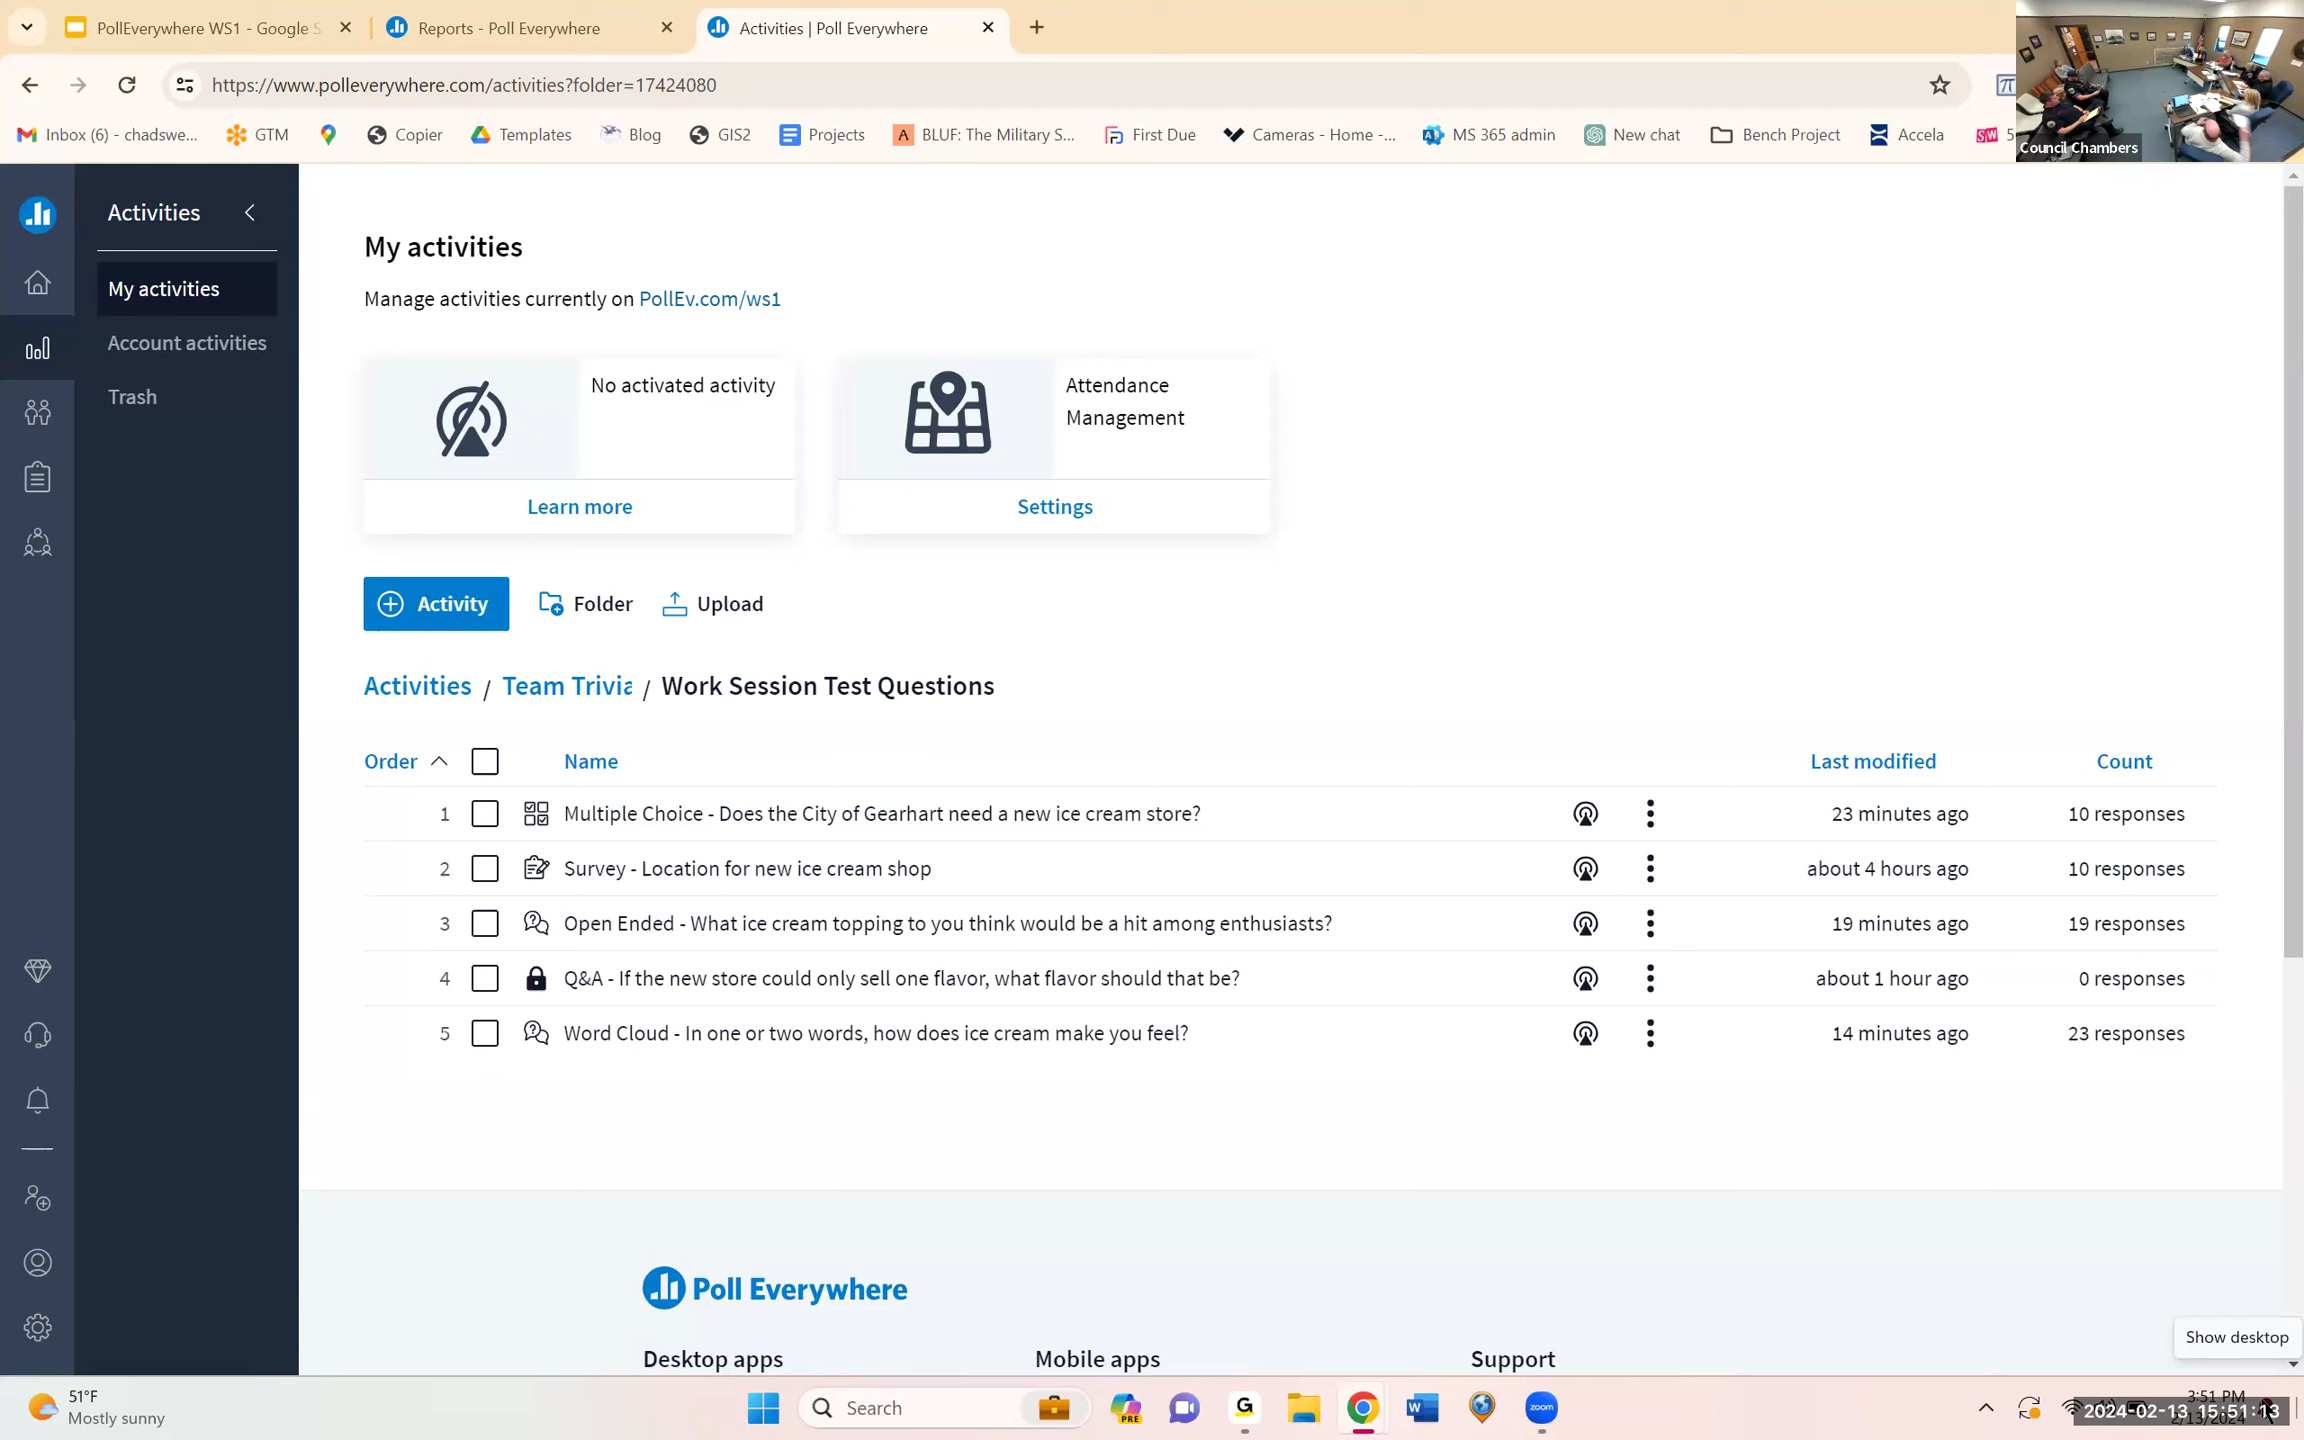 PollEverywhere WS1 - Google S
Reports - Poll Everywhere
Activities | Poll Everywhere
https://www.polleverywhere.com/activities?folder=17424080
Inbox (6) - chadswe...
GTM
Copier
Templates
Blog
GIS2
Projects
BLUF: The Military S...
First Due
Cameras - Home -...
MS 365 admin
New chat
Bench Project
Accela
Council Chambers
Activities
My activities
Account activities
Trash
My activities
Manage activities currently on PollEv.com/ws1
No activated activity
Learn more
Attendance
Management
Settings
Activity
Folder
Upload
Activities / Team Trivia / Work Session Test Questions
Order Name Last modified Count
1 Multiple Choice - Does the City of Gearhart need a new ice cream store? 23 minutes ago 10 responses
2 Survey - Location for new ice cream shop about 4 hours ago 10 responses
3 Open Ended - What ice cream topping to you think would be a hit among enthusiasts? 19 minutes ago 19 responses
4 Q&A - If the new store could only sell one flavor, what flavor should that be? about 1 hour ago 0 responses
5 Word Cloud - In one or two words, how does ice cream make you feel? 14 minutes ago 23 responses
Poll Everywhere
Desktop apps
Mobile apps
Support
Show desktop
51°F
Mostly sunny
Search
PRE
zoom
3:51 PM
2024-02-13 15:51:13